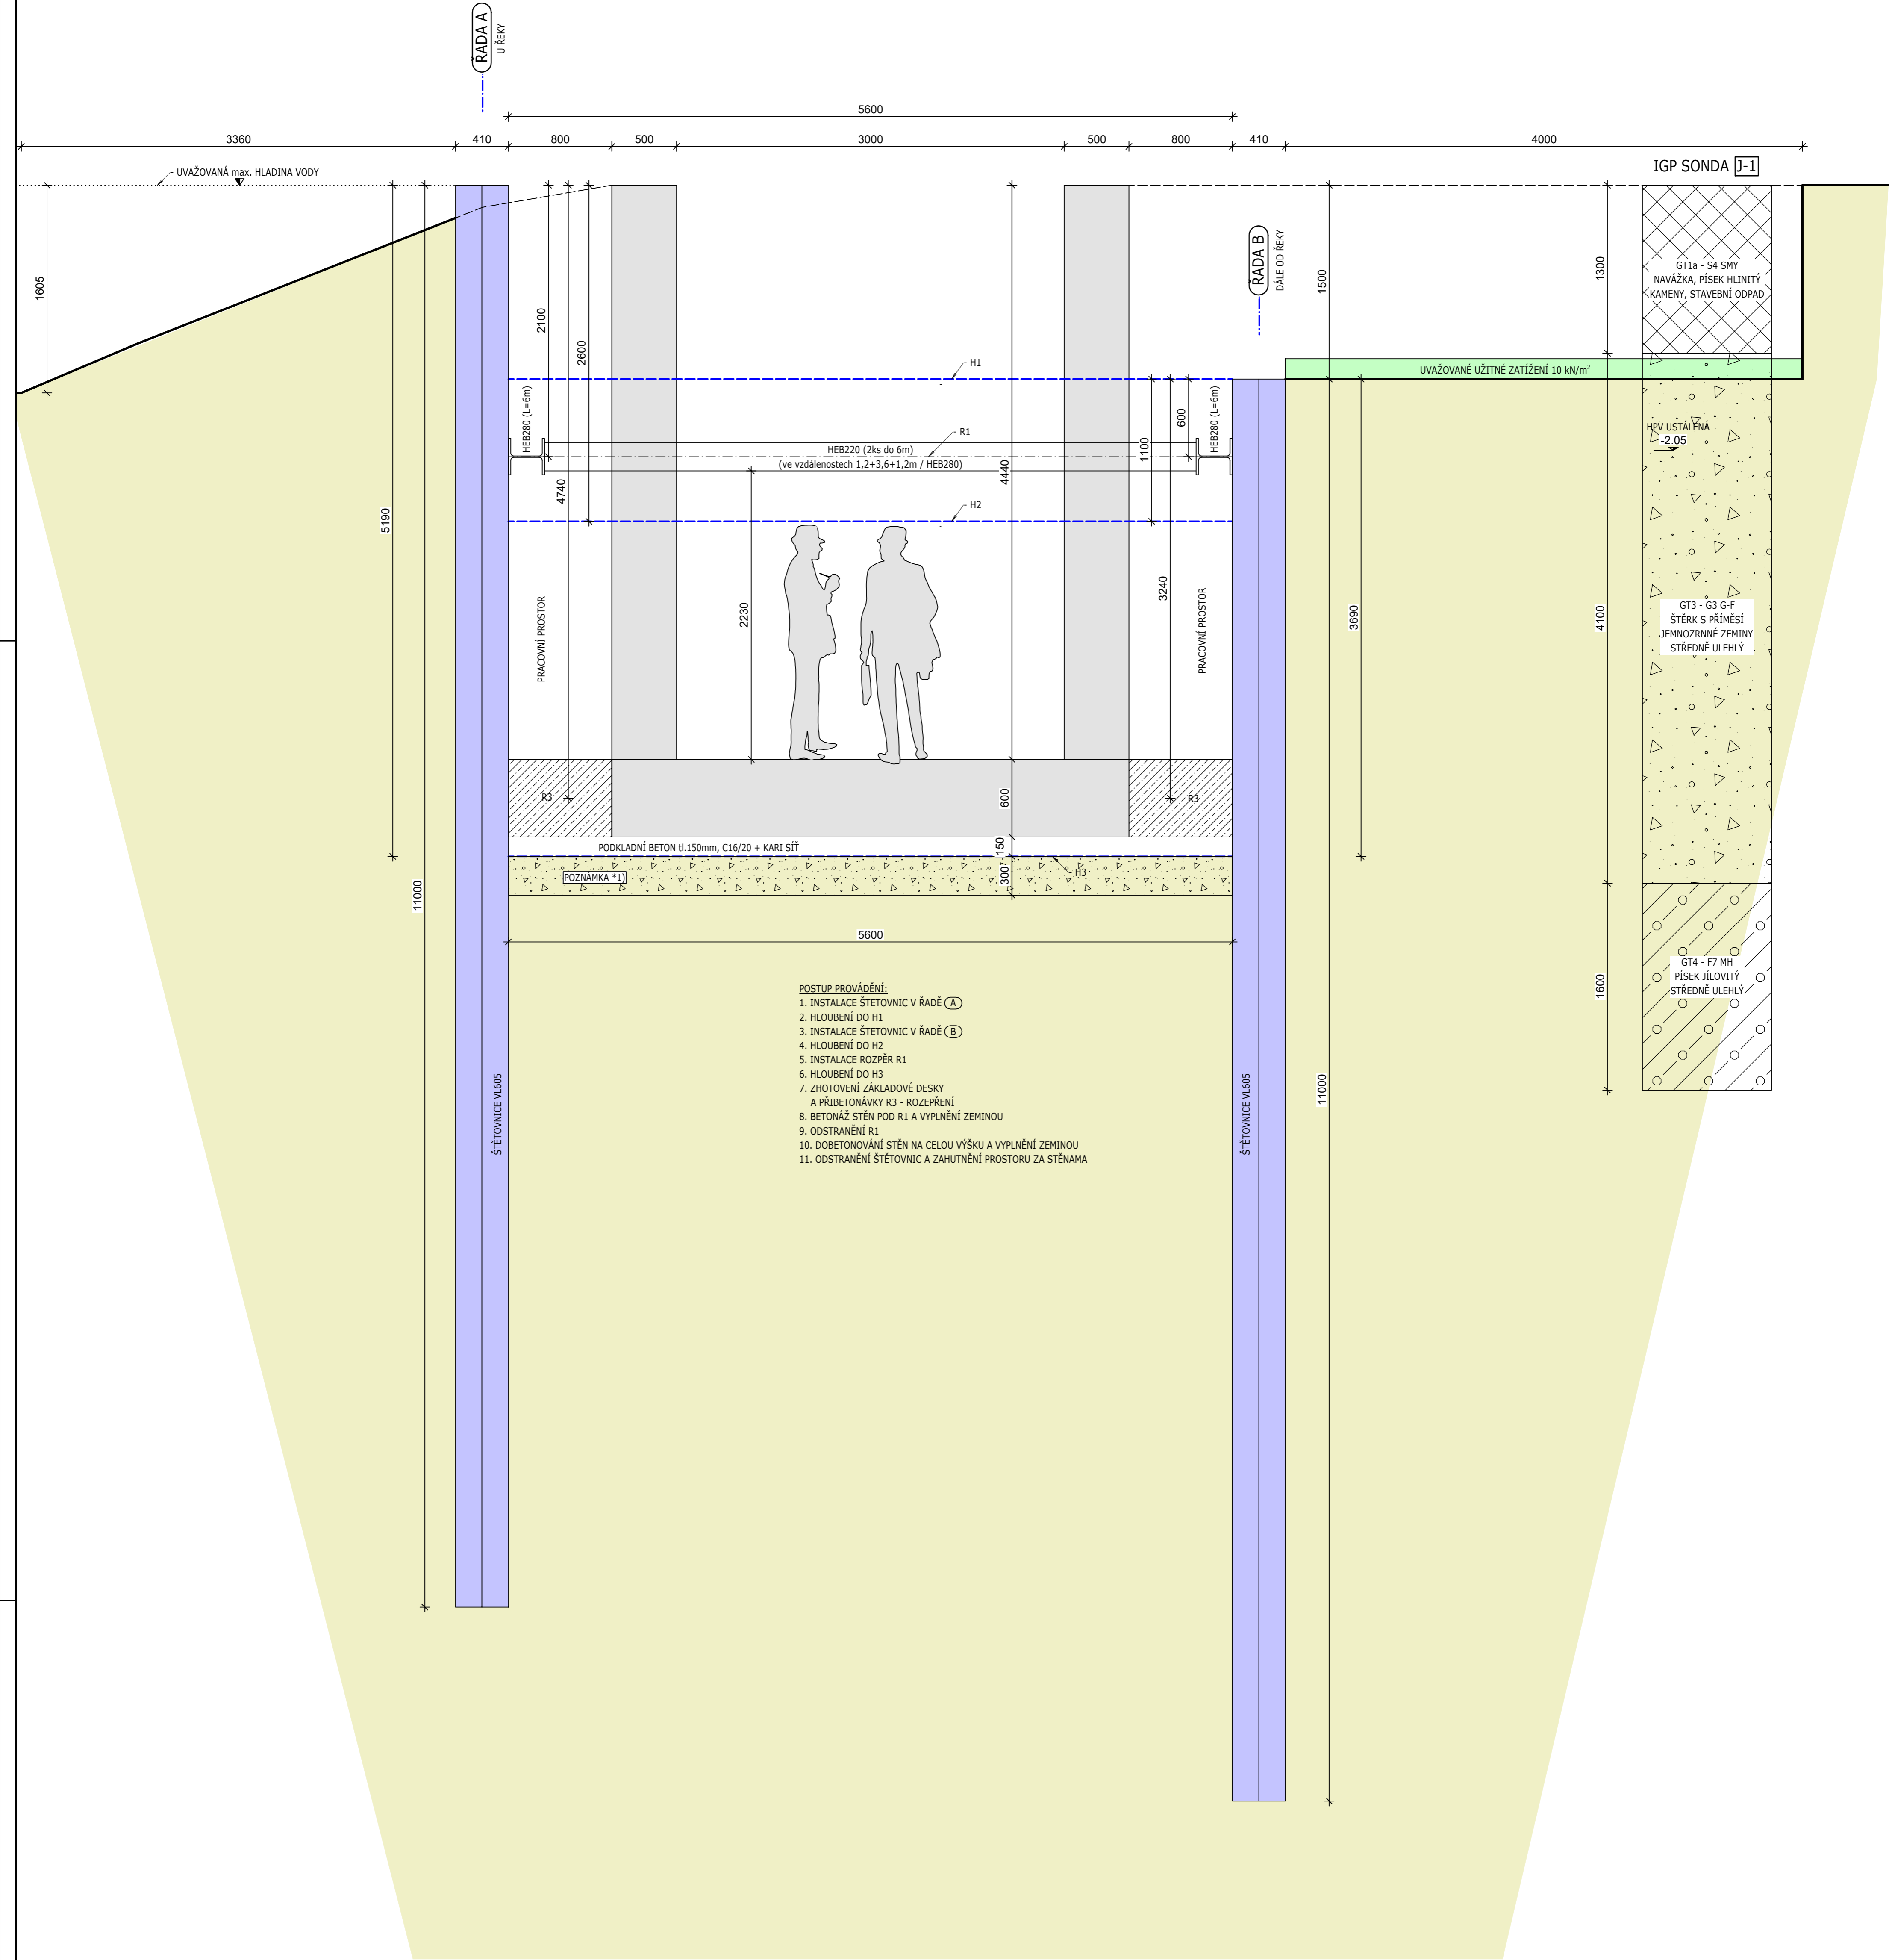 ŘADA A
U ŘEKY
5600
3360
410
800
500
3000
500
800
410
4000
UVAŽOVANÁ max. HLADINA VODY
IGP SONDA J-1
ŘADA B
DÁLE OD ŘEKY
1605
2100
2600
1500
1300
GT1a - S4 SMY
NAVÁŽKA, PÍSEK HLINITÝ
KAMENY, STAVEBNÍ ODPAD
H1
UVAŽOVANÉ UŽITNÉ ZATÍŽENÍ 10 kN/m²
HEB280 (L=6m)
HEB280 (L=6m)
600
1100
R1
HPV USTÁLENÁ
-2.05
HEB220 (2ks do 6m)
(ve vzdálenostech 1,2+3,6+1,2m / HEB280)
4440
4740
5190
H2
PRACOVNÍ PROSTOR
2230
3240
PRACOVNÍ PROSTOR
3690
4100
GT3 - G3 G-F
ŠTĚRK S PŘÍMĚSÍ
JEMNOZRNNÉ ZEMINY
STŘEDNĚ ULEHLÝ
R3
600
R3
PODKLADNÍ BETON tl.150mm, C16/20 + KARI SÍŤ
150
POZNÁMKA *1)
300
H3
11000
5600
GT4 - F7 MH
PÍSEK JÍLOVITÝ
STŘEDNĚ ULEHLÝ
1600
POSTUP PROVÁDĚNÍ:
1. INSTALACE ŠTETOVNIC V ŘADĚ A
2. HLOUBENÍ DO H1
3. INSTALACE ŠTETOVNIC V ŘADĚ B
4. HLOUBENÍ DO H2
5. INSTALACE ROZPĚR R1
6. HLOUBENÍ DO H3
7. ZHOTOVENÍ ZÁKLADOVÉ DESKY
A PŘIBETONÁVKY R3 - ROZEPŘENÍ
8. BETONÁŽ STĚN POD R1 A VYPLNĚNÍ ZEMINOU
9. ODSTRANĚNÍ R1
10. DOBETONOVÁNÍ STĚN NA CELOU VÝŠKU A VYPLNĚNÍ ZEMINOU
11. ODSTRANĚNÍ ŠTĚTOVNIC A ZAHUTNĚNÍ PROSTORU ZA STĚNAMA
ŠTĚTOVNICE VL605
ŠTĚTOVNICE VL605
11000